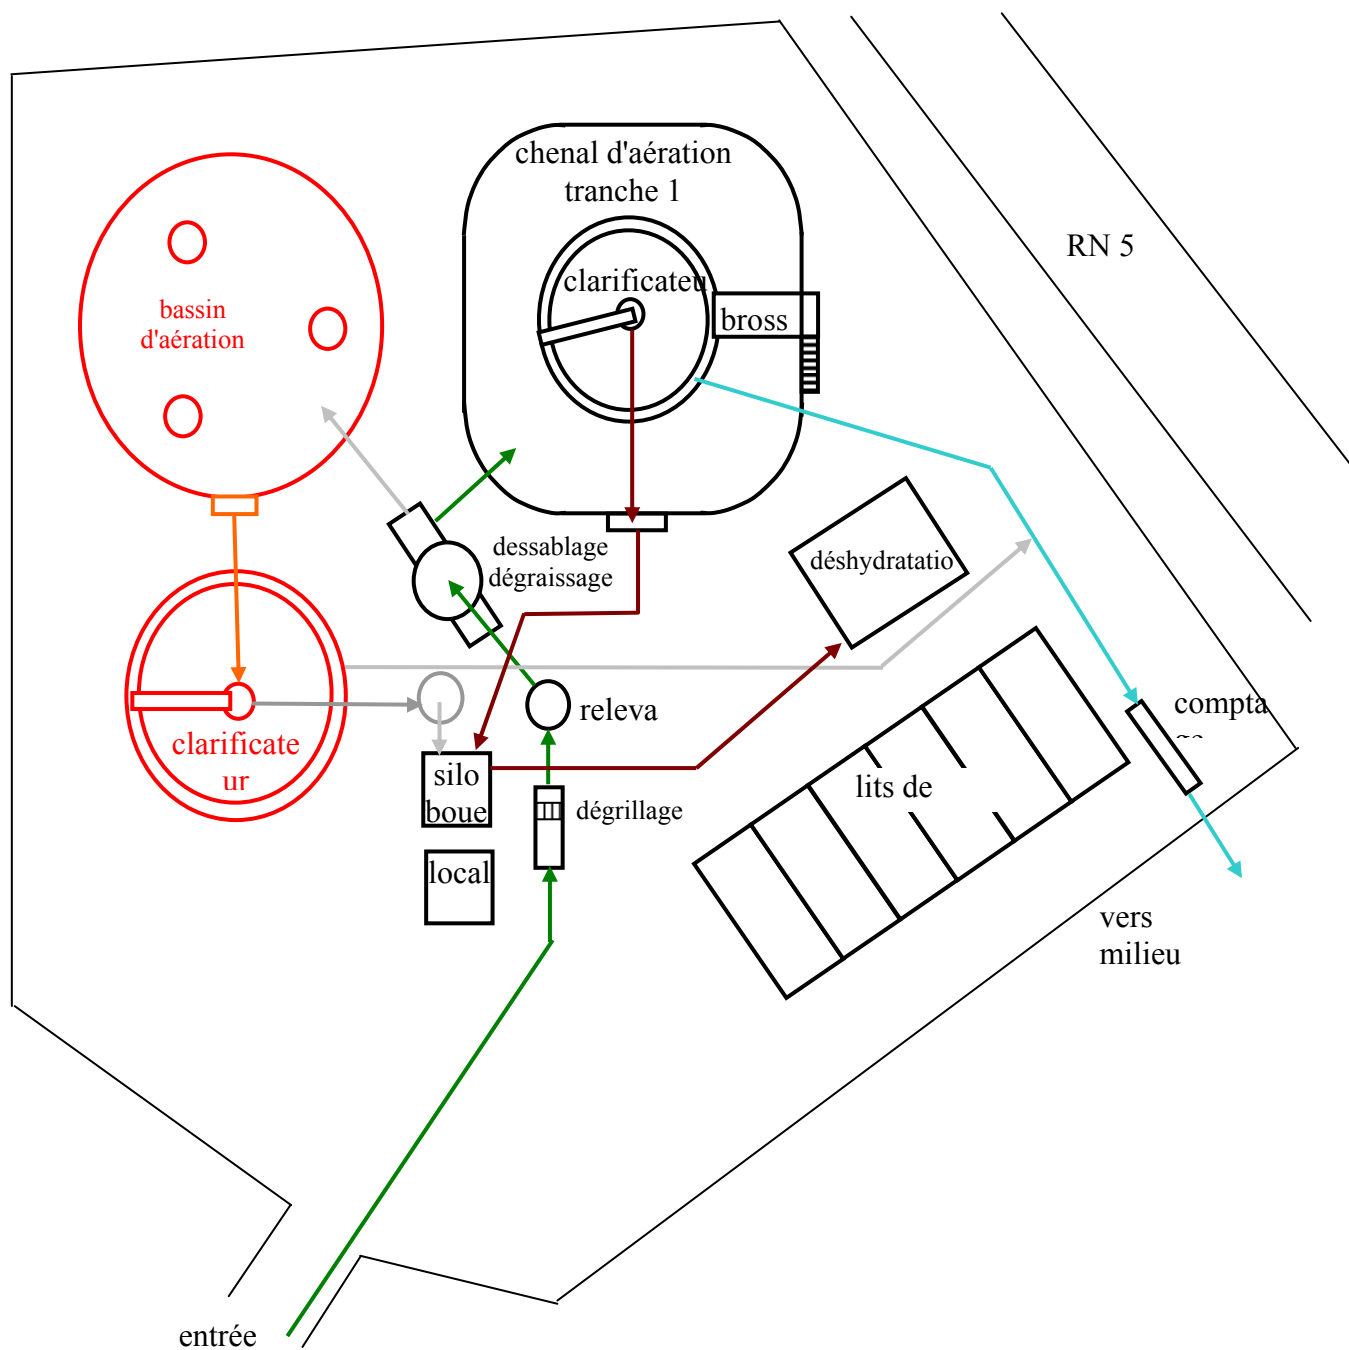 chenal d'aération
tranche 1
RN 5
clarificateu
bross
bassin
d'aération
dessablage
dégraissage
déshydratatio
releva
compta
clarificate
ur
silo
boue
dégrillage
lits de
local
vers
milieu
entrée